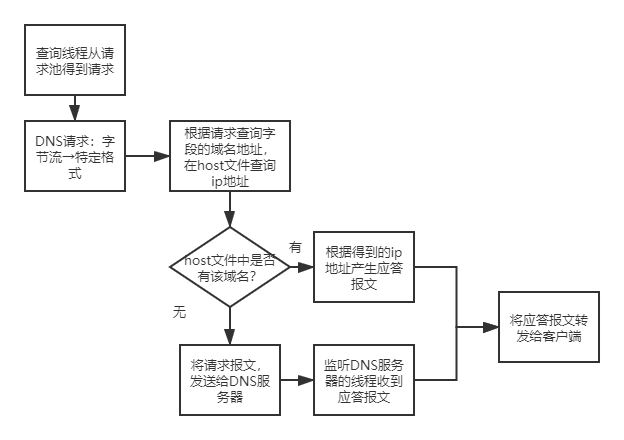 查询线程从请
求池得到请求
DNS请求：字
节流→特定格
式
根据请求查询字
段的域名地址，
在host文件查询
ip地址
host文件中是否
有该域名？
有
根据得到的ip
地址产生应答
报文
无
将请求报文，
发送给DNS服
务器
监听DNS服务
器的线程收到
应答报文
将应答报文转
发给客户端